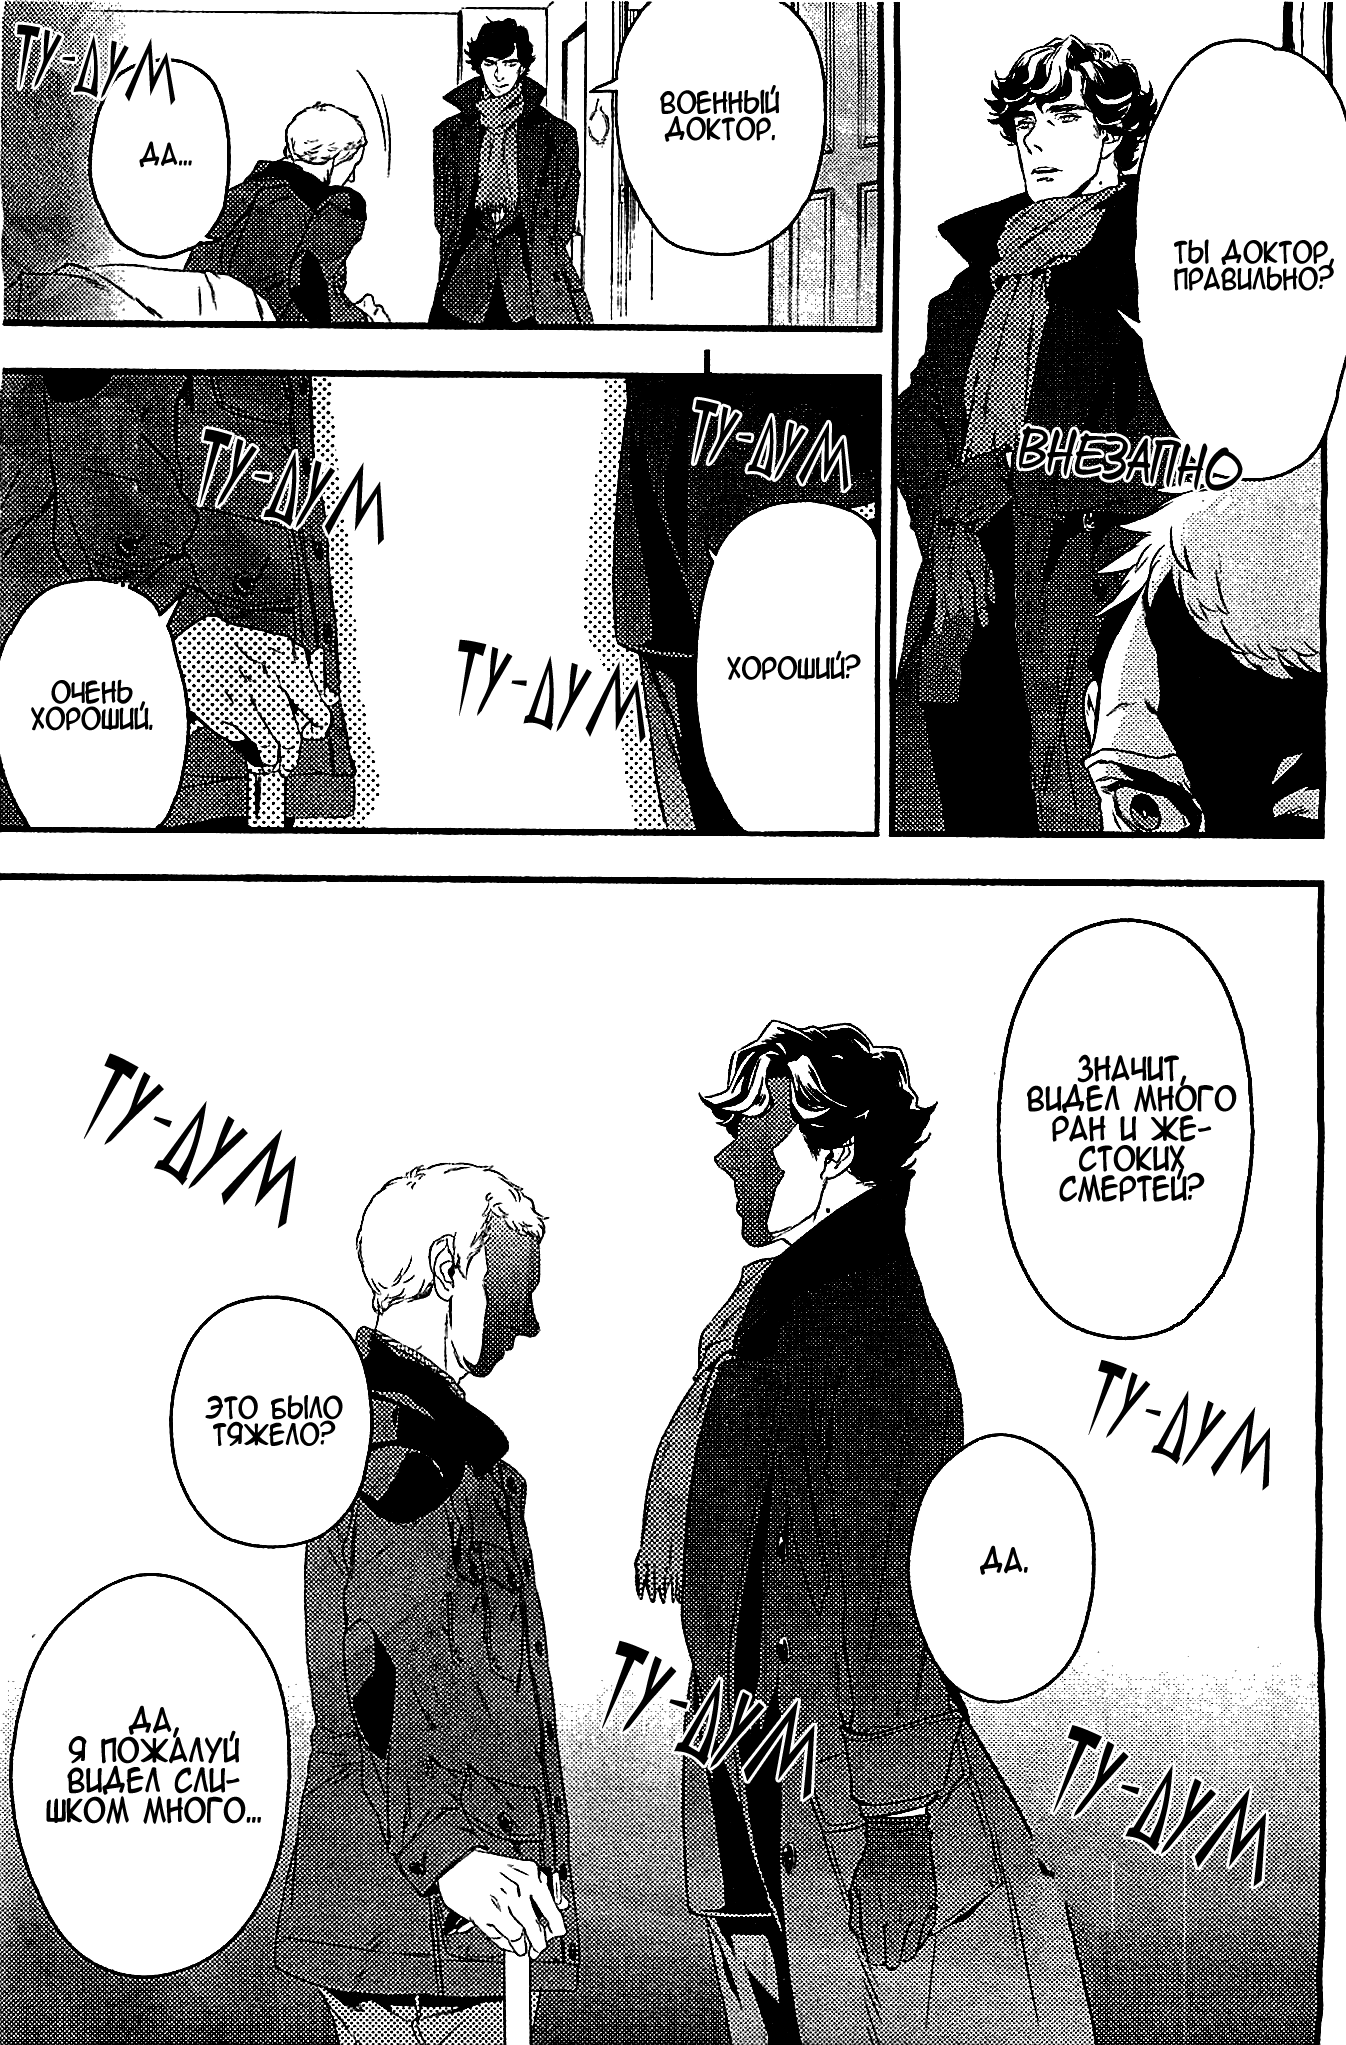 ТЫ ДОКТОР,
ПРАВИЛЬНО?
ВНЕЗАПНО
ВОЕННЫЙ
ДОКТОР.
ТУ-ДУМ
ДА...
ТУ-ДУМ
ХОРОШИЙ?
ТУ-ДУМ
ТУ-ДУМ
ОЧЕНЬ
ХОРОШИЙ.
ЗНАЧИТ,
ВИДЕЛ МНОГО
РАН И ЖЕ-
СТОКИХ
СМЕРТЕЙ?
ТУ-ДУМ
ТУ-ДУМ
ЭТО БЫЛО
ТЯЖЕЛО?
ДА.
ТУ-ДУМ
ТУ-ДУМ
ДА,
Я ПОЖАЛУЙ
ВИДЕЛ СЛИ-
ШКОМ МНОГО...